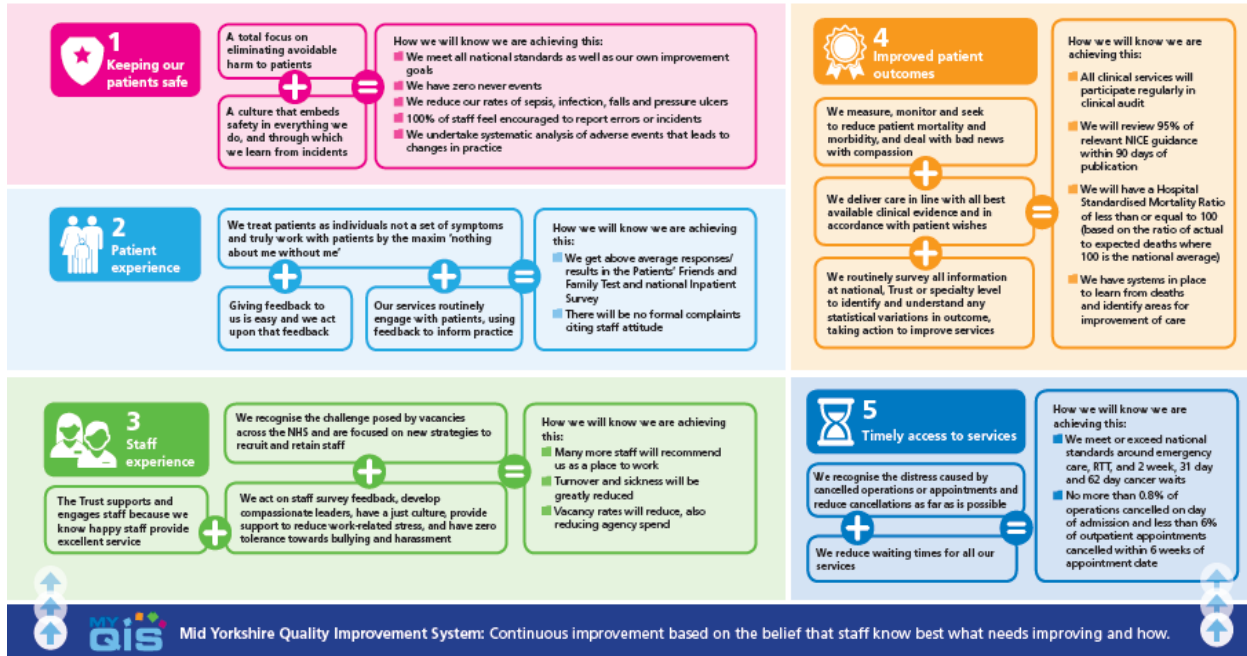 1
Keeping our
patients safe
A total focus on
eliminating avoidable
harm to patients
+
A culture that embeds
safety in everything we
do, and through which
we learn from incidents
=
How we will know we are achieving this:
We meet all national standards as well as our own improvement
goals
We have zero never events
We reduce our rates of sepsis, infection, falls and pressure ulcers
100% of staff feel encouraged to report errors or incidents
We undertake systematic analysis of adverse events that leads to
changes in practice
2
Patient
experience
We treat patients as individuals not a set of symptoms
and truly work with patients by the maxim ‘nothing
about me without me’
+
+
Giving feedback to
us is easy and we act
upon that feedback
Our services routinely
engage with patients, using
feedback to inform practice
=
How we will know we are achieving
this:
We get above average responses/
results in the Patients’ Friends and
Family Test and national Inpatient
Survey
There will be no formal complaints
citing staff attitude
3
Staff
experience
The Trust supports and
engages staff because we
know happy staff provide
excellent service
+
We recognise the challenge posed by vacancies
across the NHS and are focused on new strategies to
recruit and retain staff
+
We act on staff survey feedback, develop
compassionate leaders, have a just culture, provide
support to reduce work-related stress, and have zero
tolerance towards bullying and harassment
=
How we will know we are achieving
this:
Many more staff will recommend
us as a place to work
Turnover and sickness will be
greatly reduced
Vacancy rates will reduce, also
reducing agency spend
4
Improved patient
outcomes
We measure, monitor and seek
to reduce patient mortality and
morbidity, and deal with bad news
with compassion
+
We deliver care in line with all best
available clinical evidence and in
accordance with patient wishes
+
We routinely survey all information
at national, Trust or specialty level
to identify and understand any
statistical variations in outcome,
taking action to improve services
=
How we will know we are
achieving this:
All clinical services will
participate regularly in
clinical audit
We will review 95% of
relevant NICE guidance
within 90 days of
publication
We will have a Hospital
Standardised Mortality Ratio
of less than or equal to 100
(based on the ratio of actual
to expected deaths where
100 is the national average)
We have systems in place
to learn from deaths
and identify areas for
improvement of care
5
Timely access to services
We recognise the distress caused by
cancelled operations or appointments and
reduce cancellations as far as is possible
+
We reduce waiting times for all our
services
=
How we will know we are
achieving this:
We meet or exceed national
standards around emergency
care, RTT, and 2 week, 31 day
and 62 day cancer waits
No more than 0.8% of
operations cancelled on day
of admission and less than 6%
of outpatient appointments
cancelled within 6 weeks of
appointment date
MY
QIS
Mid Yorkshire Quality Improvement System: Continuous improvement based on the belief that staff know best what needs improving and how.